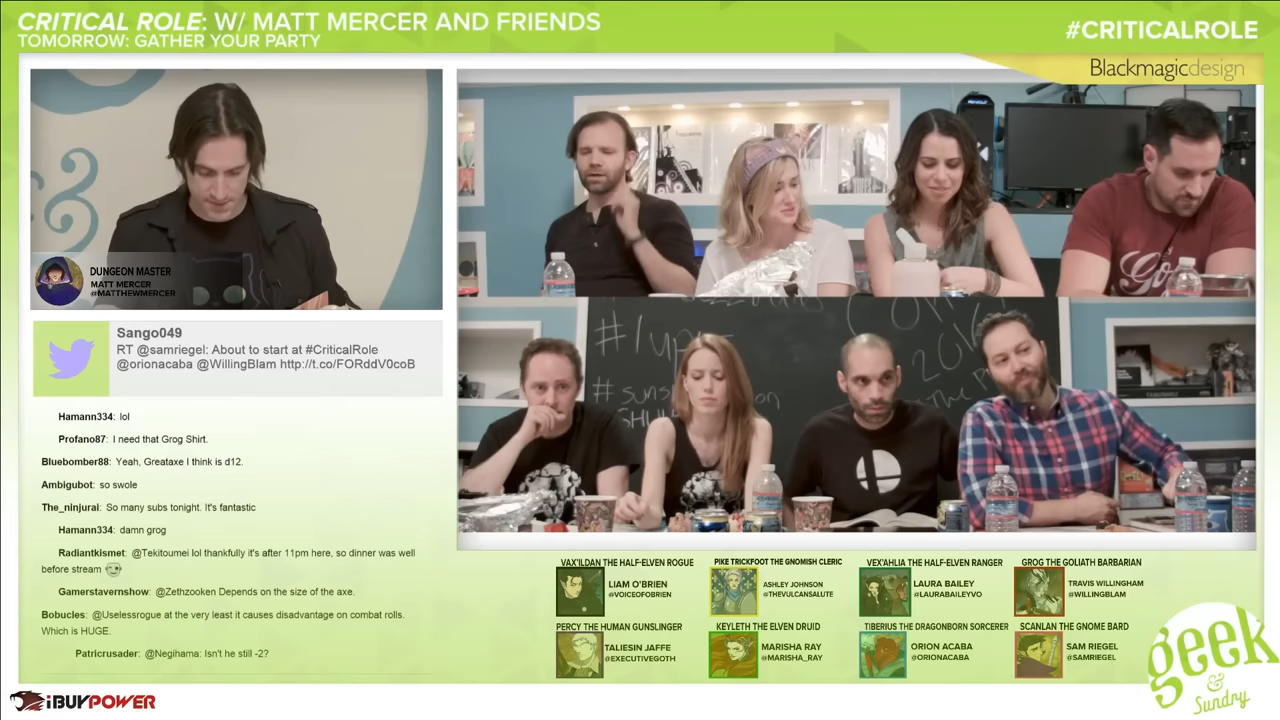 CRITICAL ROLE: W/ MATT MERCER AND FRIENDS
TOMORROW: GATHER YOUR PARTY
#CRITICALROLE
Blackmagicdesign
DUNGEON MASTER
MATT MERCER
@MATTHEWMERCER
Sango049
RT @samriegel: About to start at #CriticalRole
@orionacaba @WillingBlam http://t.co/FORddV0coB
Hamann334: lol
Profano87: I need that Grog Shirt.
Bluebomber88: Yeah, Greataxe I think is d12.
Ambigubot: so swole
The_ninjurai: So many subs tonight. It's fantastic
Hamann334: damn grog
Radiantkismet: @Tekitoumei lol thankfully it's after 11pm here, so dinner was well
before stream
Gamerstavernshow: @Zethzooken Depends on the size of the axe.
Bobucles: @Uselessrogue at the very least it causes disadvantage on combat rolls.
Which is HUGE.
Patricrusader: @Negihama: Isn't he still -2?
VAX'ILDAN THE HALF-ELVEN ROGUE
LIAM O'BRIEN
@VOICEOFOBRIEN
PIKE TRICKFOOT THE GNOMISH CLERIC
ASHLEY JOHNSON
@THEVULCANSALUTE
VEX'AHLIA THE HALF-ELVEN RANGER
LAURA BAILEY
@LAURABAILEYVO
GROG THE GOLIATH BARBARIAN
TRAVIS WILLINGHAM
@WILLINGBLAM
PERCY THE HUMAN GUNSLINGER
TALIESIN JAFFE
@EXECUTIVEGOTH
KEYLETH THE ELVEN DRUID
MARISHA RAY
@MARISHA_RAY
TIBERIUS THE DRAGONBORN SORCERER
ORION ACABA
@ORIONACABA
SCANLAN THE GNOME BARD
SAM RIEGEL
@SAMRIEGEL
geek
&
Sundry
iBUYPOWER